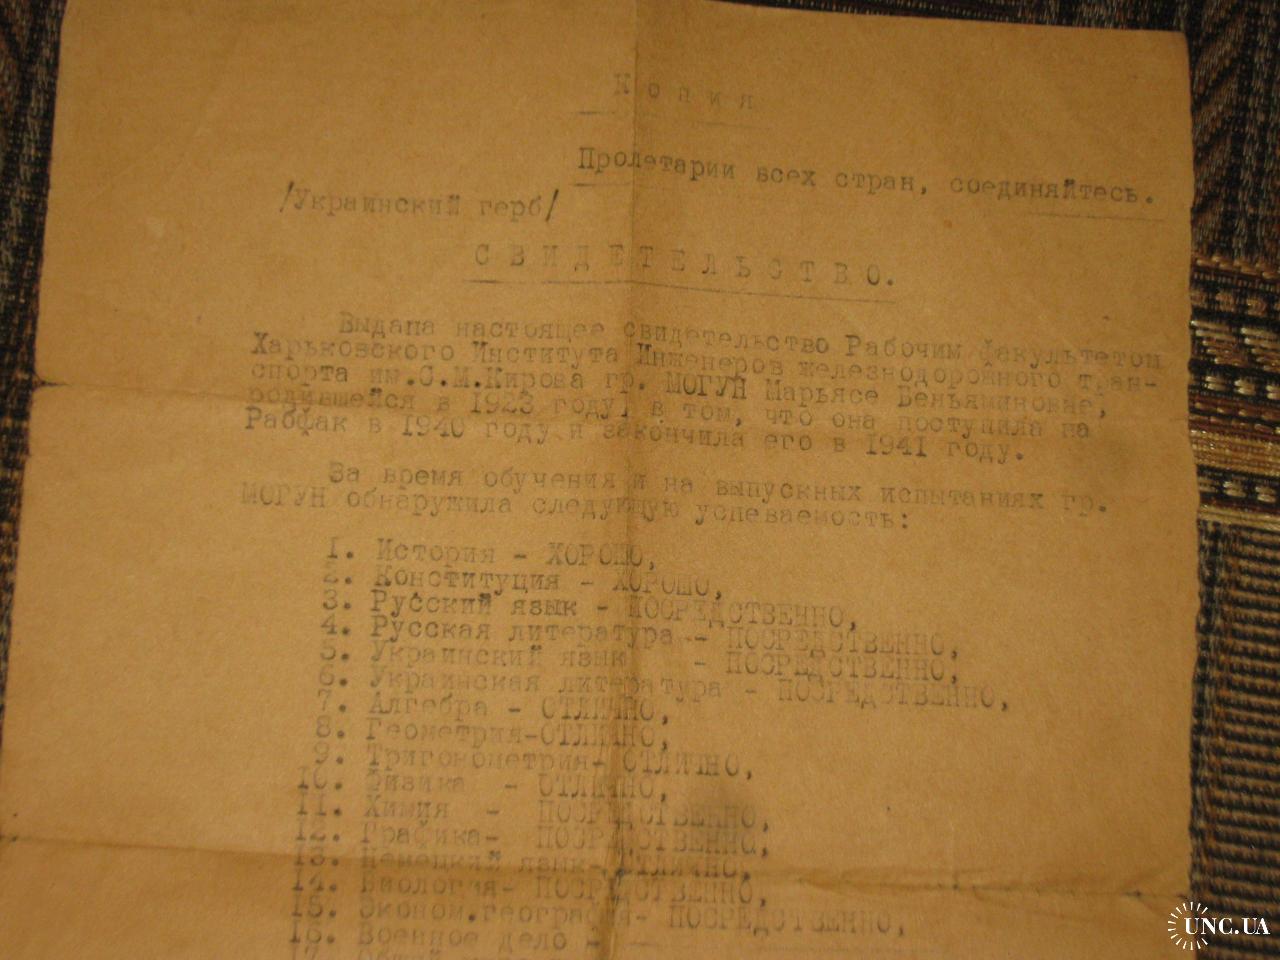 Копия
Пролетарии всех стран, соединяйтесь.
/Украинский герб/
СВИДЕТЕЛЬСТВО.
Выдана настоящее свидетельство Рабочим факультетом
Харьковского Института Инженеров железнодорожного тран-
спорта им.С.М.Кирова гр. МОГУН Марьясе Беньяминовне,
родившейся в 1923 году, в том, что она поступила на
Рабфак в 1940 году и закончила его в 1941 году.
За время обучения и на выпускных испытаниях гр.
МОГУН обнаружила следующую успеваемость:
1. История - ХОРОШО,
2. Конституция - ХОРОШО,
3. Русский язык - ПОСРЕДСТВЕННО,
4. Русская литература - ПОСРЕДСТВЕННО,
5. Украинский язык - ПОСРЕДСТВЕННО,
6. Украинская литература - ПОСРЕДСТВЕННО,
7. Алгебра - ОТЛИЧНО,
8. Геометрия-ОТЛИЧНО,
9. Тригонометрия- ОТЛИЧНО,
10. Физика - ОТЛИЧНО,
11. Химия - ПОСРЕДСТВЕННО,
12. Графика- ПОСРЕДСТВЕННО,
13. Немецкий язык- ОТЛИЧНО,
14. Биология- ПОСРЕДСТВЕННО,
15. Эконом.география- ПОСРЕДСТВЕННО,
16. Военное дело -
17.
UNC.UA